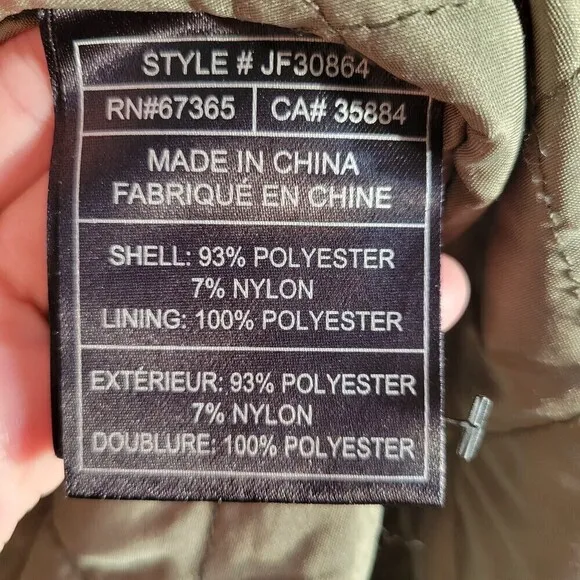 STYLE # JF30864
RN#67365 CA# 35884
MADE IN CHINA
FABRIQUÉ EN CHINE
SHELL: 93% POLYESTER
7% NYLON
LINING: 100% POLYESTER
EXTÉRIEUR: 93% POLYESTER
7% NYLON
DOUBLURE: 100% POLYESTER